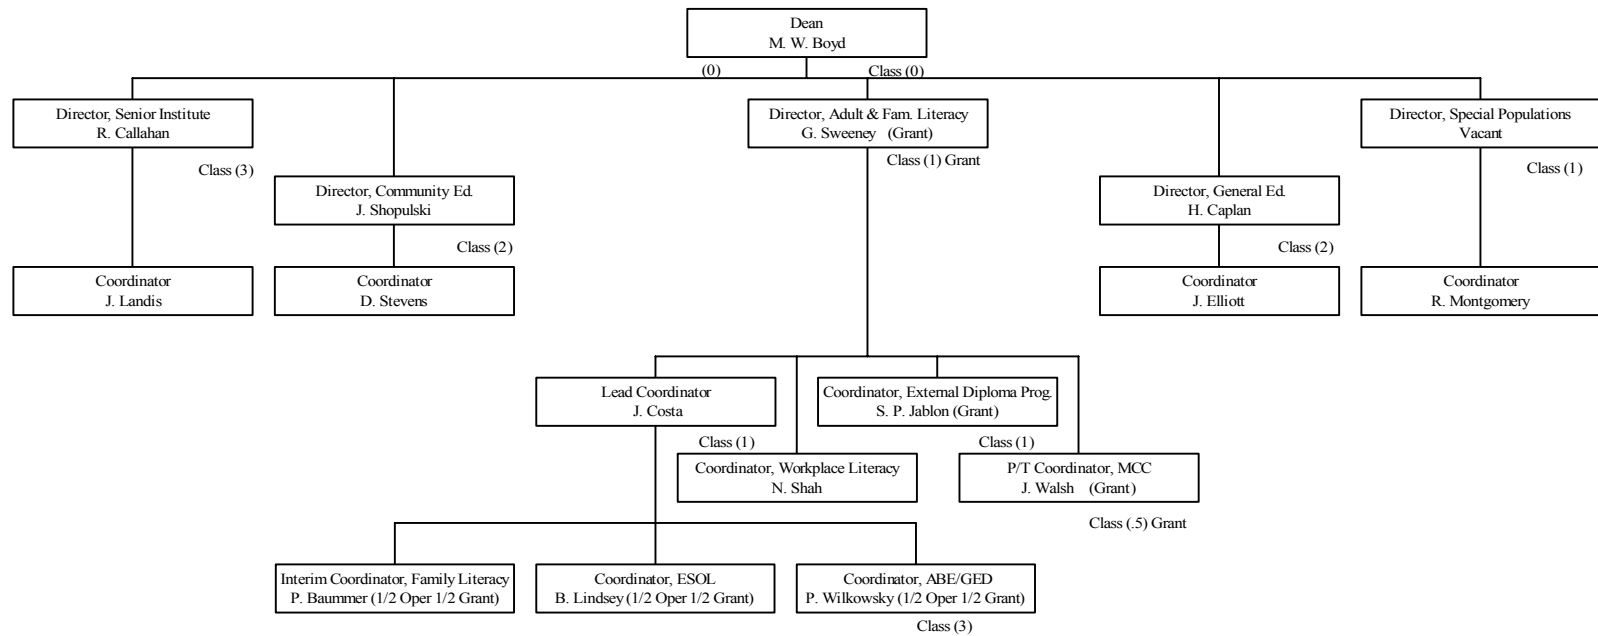 Dean
M. W. Boyd
(0)
Class (0)
Director, Senior Institute
R. Callahan
Class (3)
Director, Adult & Fam. Literacy
G. Sweeney (Grant)
Class (1) Grant
Director, Special Populations
Vacant
Class (1)
Director, Community Ed.
J. Shopulski
Class (2)
Director, General Ed.
H. Caplan
Class (2)
Coordinator
J. Landis
Coordinator
D. Stevens
Coordinator
J. Elliott
Coordinator
R. Montgomery
Lead Coordinator
J. Costa
Class (1)
Coordinator, External Diploma Prog.
S. P. Jablon (Grant)
Class (1)
Coordinator, Workplace Literacy
N. Shah
P/T Coordinator, MCC
J. Walsh (Grant)
Class (.5) Grant
Interim Coordinator, Family Literacy
P. Baummer (1/2 Oper 1/2 Grant)
Coordinator, ESOL
B. Lindsey (1/2 Oper 1/2 Grant)
Coordinator, ABE/GED
P. Wilkowsky (1/2 Oper 1/2 Grant)
Class (3)